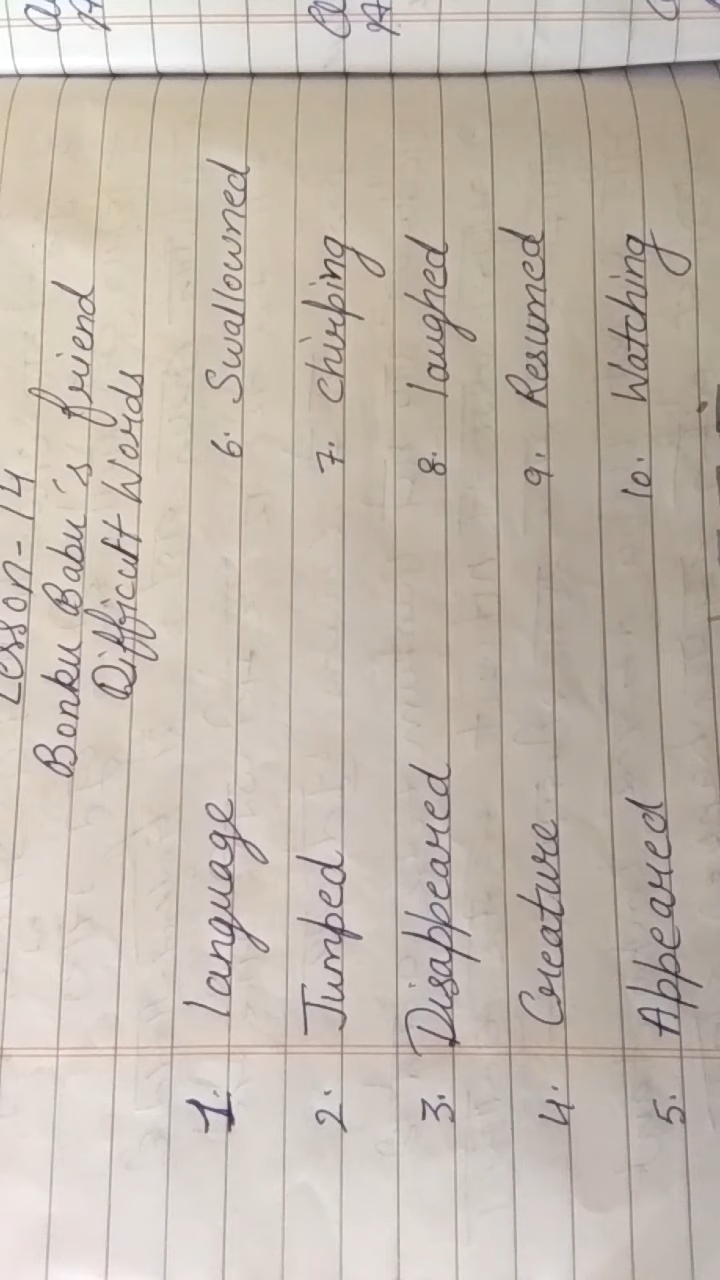 Lesson - 14
Bonku Babu's friend
Difficult Words
1. language 6. Swallowned
2. Jumped 7. chirping
3. Disappeared 8. laughed
4. Creature 9. Resumed
5. Appeared 10. Watching